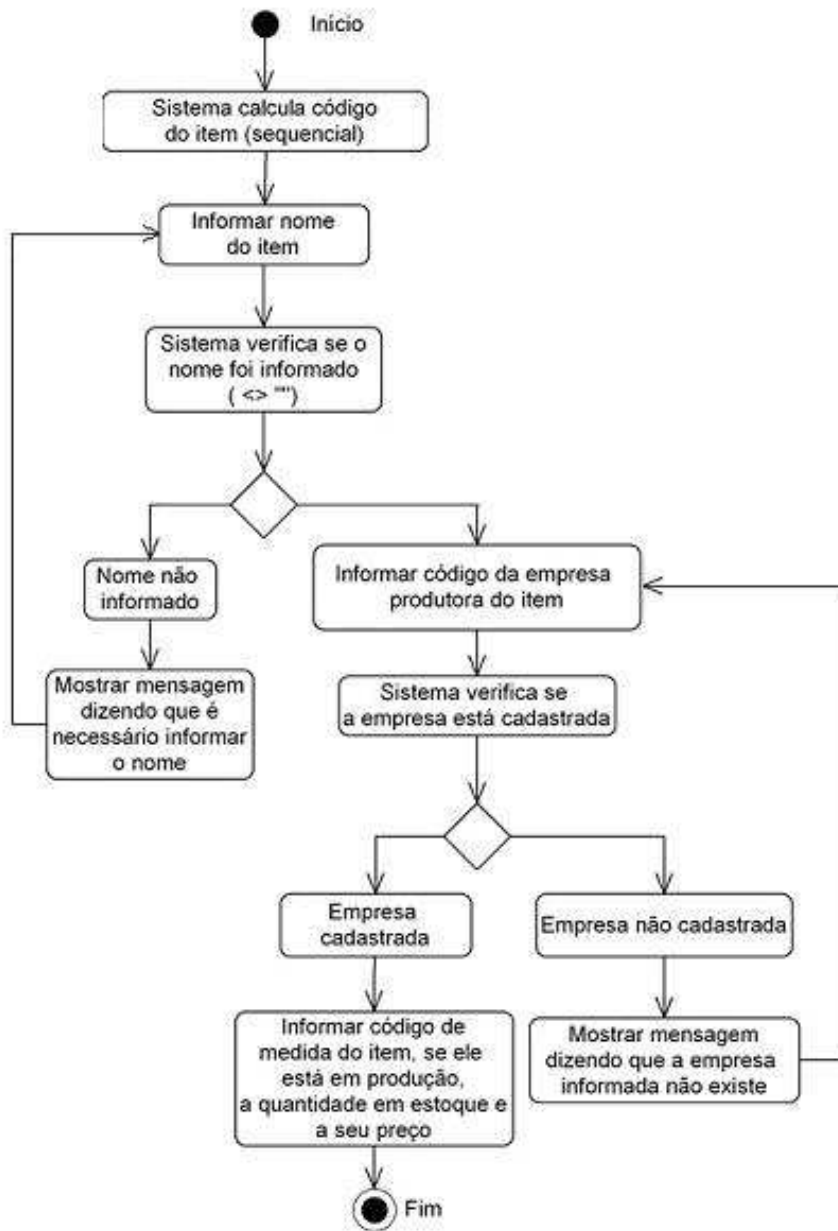 Início
Sistema calcula código
do item (sequencial)
Informar nome
do item
Sistema verifica se o
nome foi informado
( <> "")
Nome não
informado
Mostrar mensagem
dizendo que é
necessário informar
o nome
Informar código da empresa
produtora do item
Sistema verifica se
a empresa está cadastrada
Empresa
cadastrada
Empresa não cadastrada
Informar código de
medida do item, se ele
está em produção,
a quantidade em estoque e
a seu preço
Mostrar mensagem
dizendo que a empresa
informada não existe
Fim